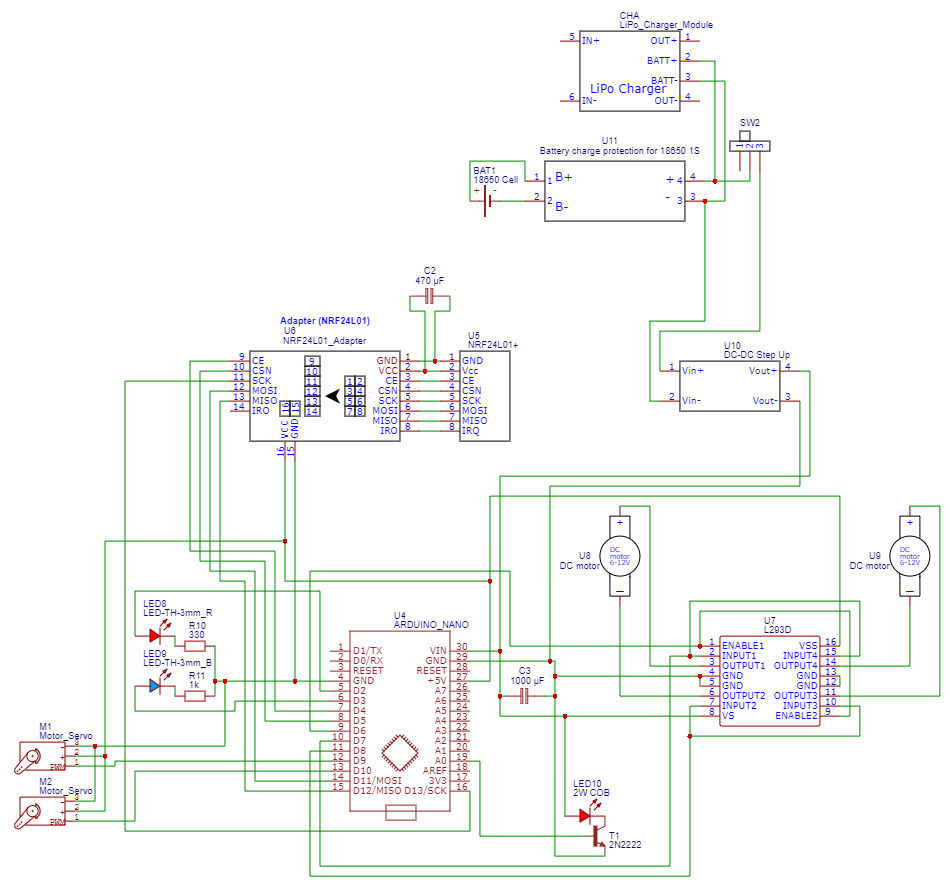 CHA
LiPo_Charger_Module
5 IN+ OUT+ 1
BATT+ 2
BATT- 3
LiPo Charger
6 IN- OUT- 4
SW2
1 2 3
U11
Battery charge protection for 18650 1S
BAT1
18650 Cell
+ -
1 1 B+ + 4 4
2 2 B- - 3 3
C2
470 µF
Adapter (NRF24L01)
U6
NRF24L01_Adapter
U5
NRF24L01+
9 CE
10 CSN
11 SCK
12 MOSI
13 MISO
14 IRO
9
10
11
12
13
14
1 2
3 4
5 6
7 8
16 15
VCC
GND
16
15
GND 1
VCC 2
CE 3
CSN 4
SCK 5
MOSI 6
MISO 7
IRO 8
1 GND
2 Vcc
3 CE
4 CSN
5 SCK
6 MOSI
7 MISO
8 IRQ
U10
DC-DC Step Up
1 Vin+ Vout+ 4
2 Vin- Vout- 3
U8
DC motor
+
DC
motor
6-12V
U9
DC motor
+
DC
motor
6-12V
LED8
LED-TH-3mm_R
R10
330
LED9
LED-TH-3mm_B
R11
1k
U4
ARDUINO_NANO
1 D1/TX VIN 30
2 D0/RX GND 29
3 RESET RESET 28
4 GND +5V 27
5 D2 A7 26
6 D3 A6 25
7 D4 A5 24
8 D5 A4 23
9 D6 A3 22
10 D7 A2 21
11 D8 A1 20
12 D9 A0 19
13 D10 AREF 18
14 D11/MOSI 3V3 17
15 D12/MISO D13/SCK 16
C3
1000 µF
U7
L293D
1 ENABLE1 VSS 16
2 INPUT1 INPUT4 15
3 OUTPUT1 OUTPUT4 14
4 GND GND 13
5 GND GND 12
6 OUTPUT2 OUTPUT3 11
7 INPUT2 INPUT3 10
8 VS ENABLE2 9
M1
Motor_Servo
- 3
+ 2
PWM 1
M2
Motor_Servo
- 3
+ 2
PWM 1
LED10
2W COB
T1
2N2222